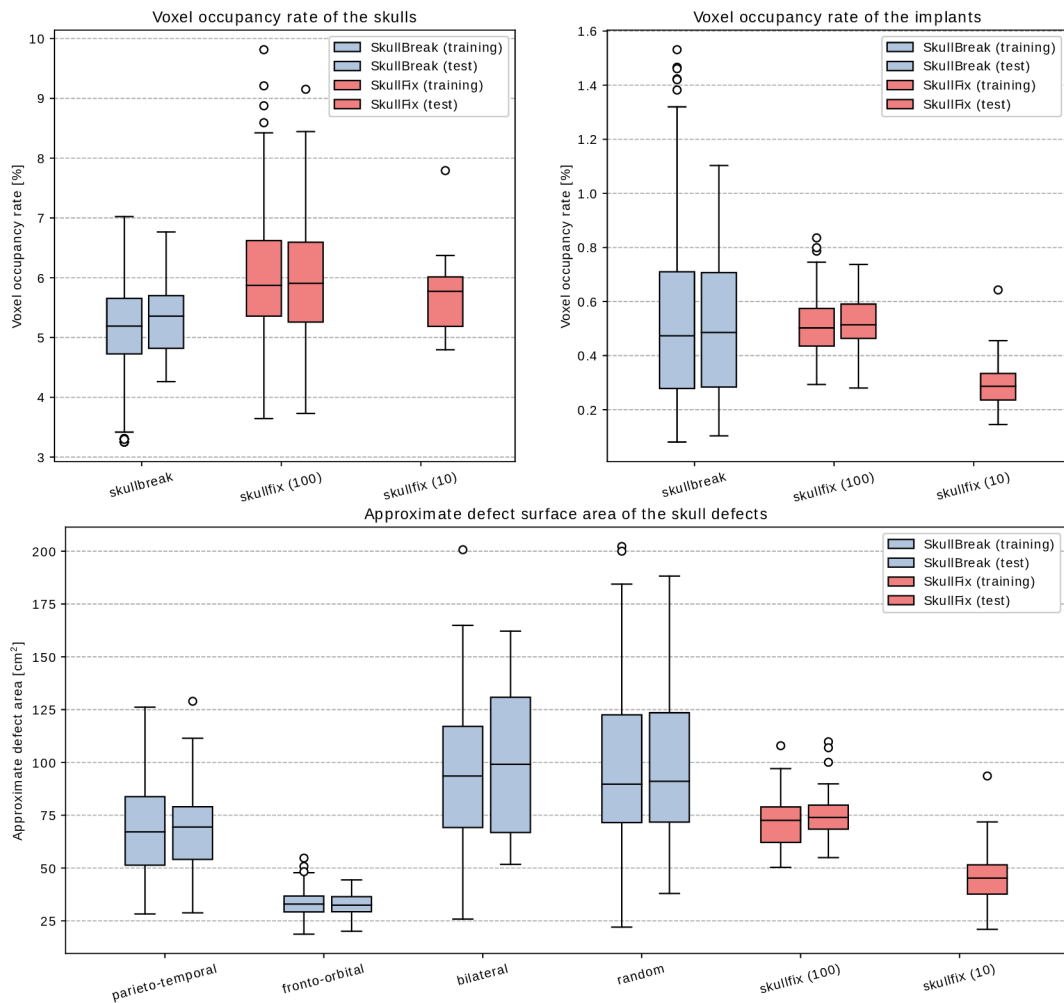 Voxel occupancy rate of the skulls
Voxel occupancy rate [%]
10
9
8
7
6
5
4
3
SkullBreak (training)
SkullBreak (test)
SkullFix (training)
SkullFix (test)
skullbreak
skullfix (100)
skullfix (10)
Voxel occupancy rate of the implants
Voxel occupancy rate [%]
1.6
1.4
1.2
1.0
0.8
0.6
0.4
0.2
SkullBreak (training)
SkullBreak (test)
SkullFix (training)
SkullFix (test)
skullbreak
skullfix (100)
skullfix (10)
Approximate defect surface area of the skull defects
Approximate defect area [cm²]
200
175
150
125
100
75
50
25
SkullBreak (training)
SkullBreak (test)
SkullFix (training)
SkullFix (test)
parieto-temporal
fronto-orbital
bilateral
random
skullfix (100)
skullfix (10)